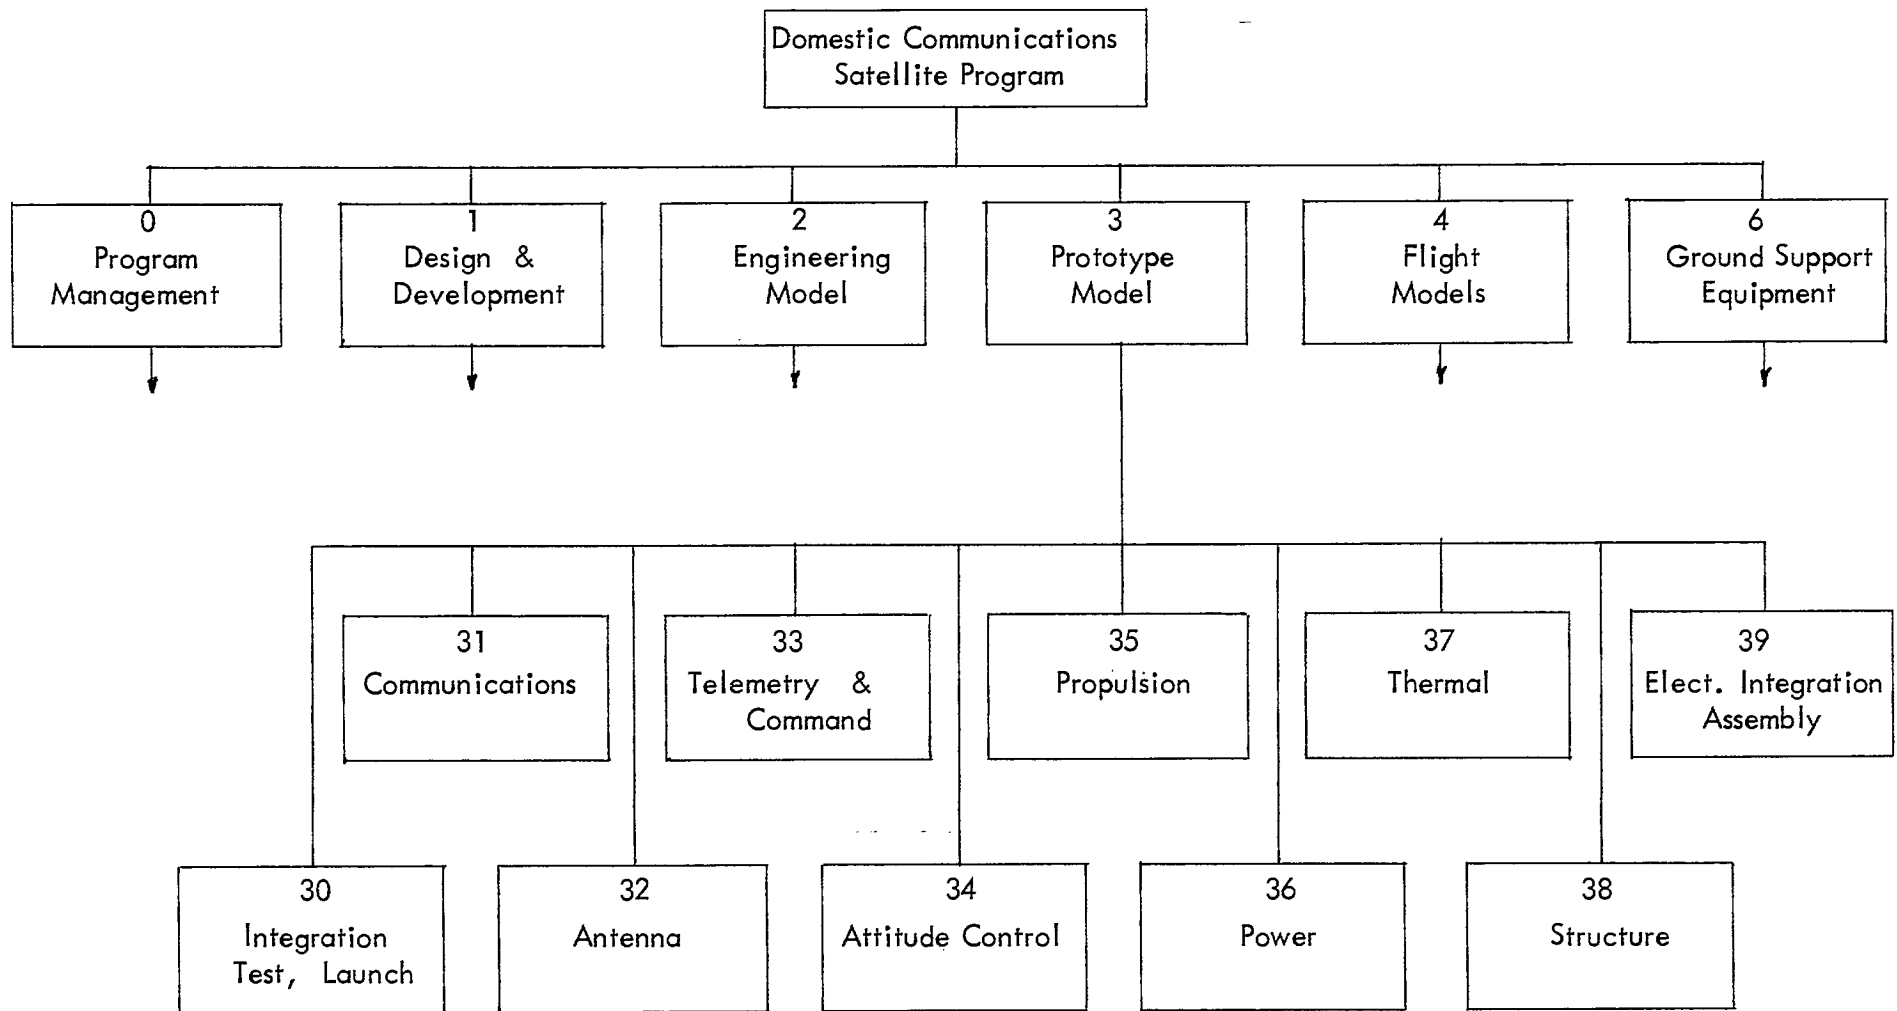 Domestic Communications
Satellite Program
0
Program
Management
1
Design &
Development
2
Engineering
Model
3
Prototype
Model
4
Flight
Models
6
Ground Support
Equipment
31
Communications
33
Telemetry &
Command
35
Propulsion
37
Thermal
39
Elect. Integration
Assembly
30
Integration
Test, Launch
32
Antenna
34
Attitude Control
36
Power
38
Structure